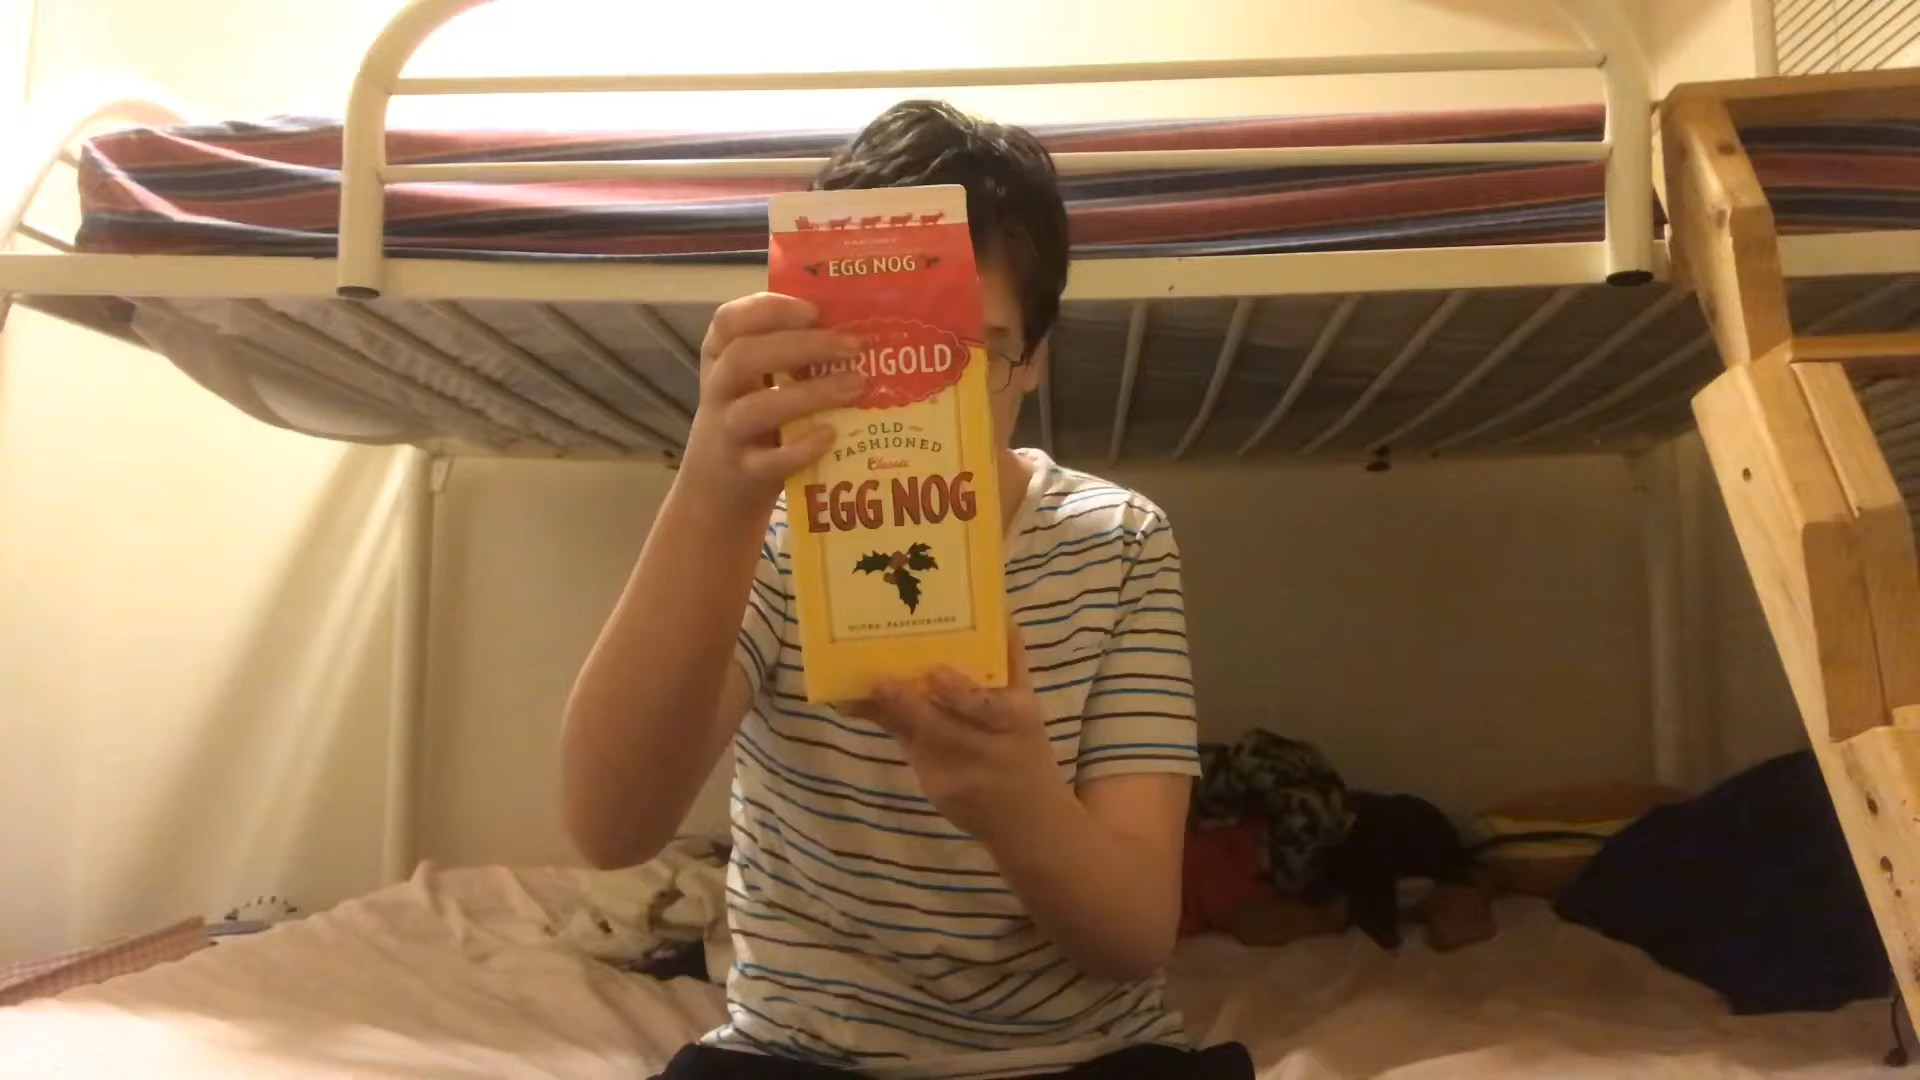 EGG NOG
DARIGOLD
OLD
FASHIONED
Classic
EGG NOG
ULTRA-PASTEURIZED